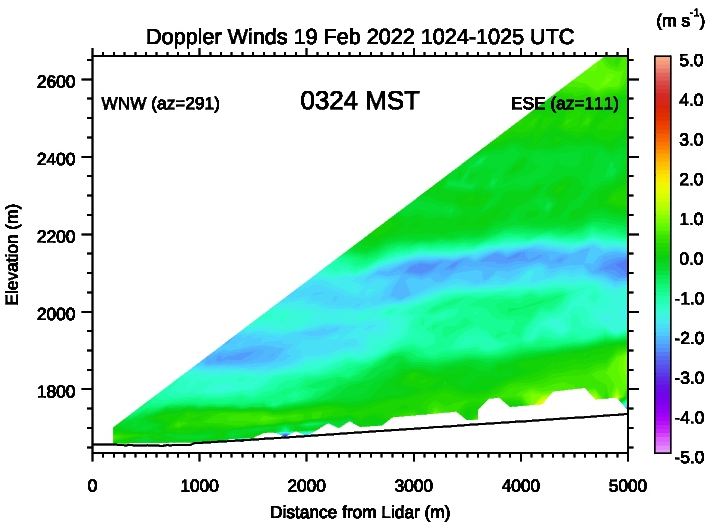 (m s-1)
Doppler Winds 19 Feb 2022 1024-1025 UTC
WNW (az=291) 0324 MST ESE (az=111)
Elevation (m)
2600
2400
2200
2000
1800
0 1000 2000 3000 4000 5000
Distance from Lidar (m)
5.0
4.0
3.0
2.0
1.0
0.0
-1.0
-2.0
-3.0
-4.0
-5.0